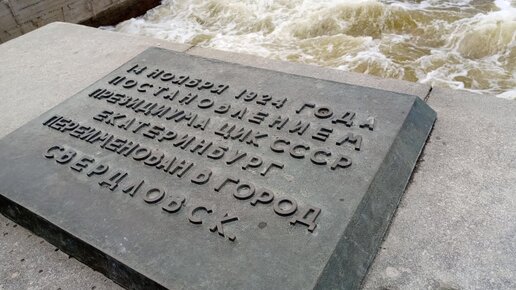 14 НОЯБРЯ 1924 ГОДА
ПОСТАНОВЛЕНИЕМ
ПРЕЗИДИУМА ЦИК СССР
ЕКАТЕРИНБУРГ
ПЕРЕИМЕНОВАН В ГОРОД
СВЕРДЛОВСК.